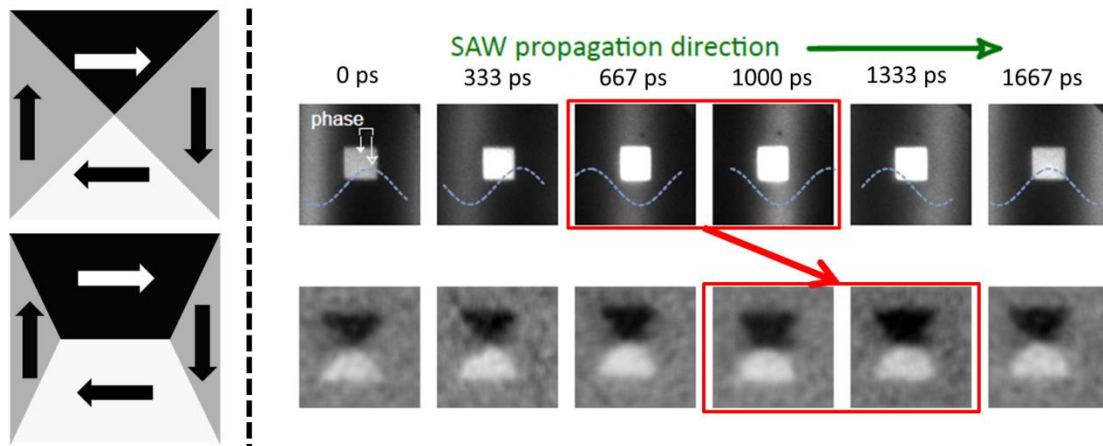 SAW propagation direction
0 ps 333 ps 667 ps 1000 ps 1333 ps 1667 ps
phase